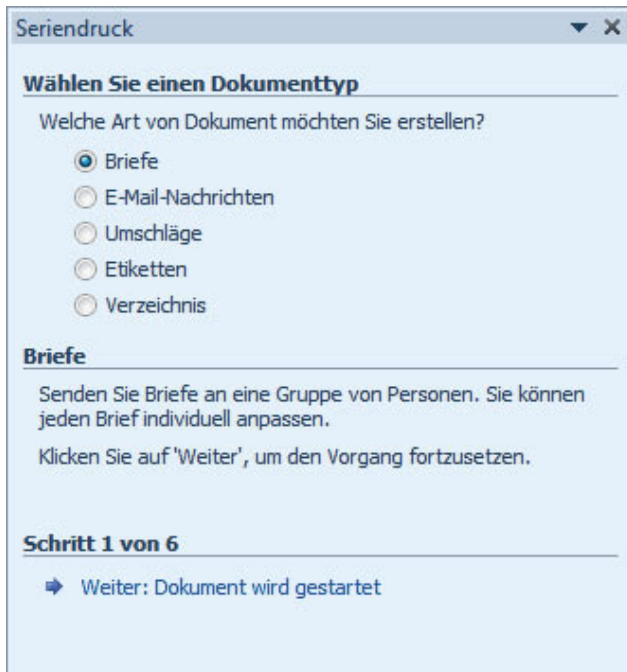 Seriendruck
Wählen Sie einen Dokumenttyp
Welche Art von Dokument möchten Sie erstellen?
Briefe
E-Mail-Nachrichten
Umschläge
Etiketten
Verzeichnis
Briefe
Senden Sie Briefe an eine Gruppe von Personen. Sie können
jeden Brief individuell anpassen.
Klicken Sie auf 'Weiter', um den Vorgang fortzusetzen.
Schritt 1 von 6
Weiter: Dokument wird gestartet